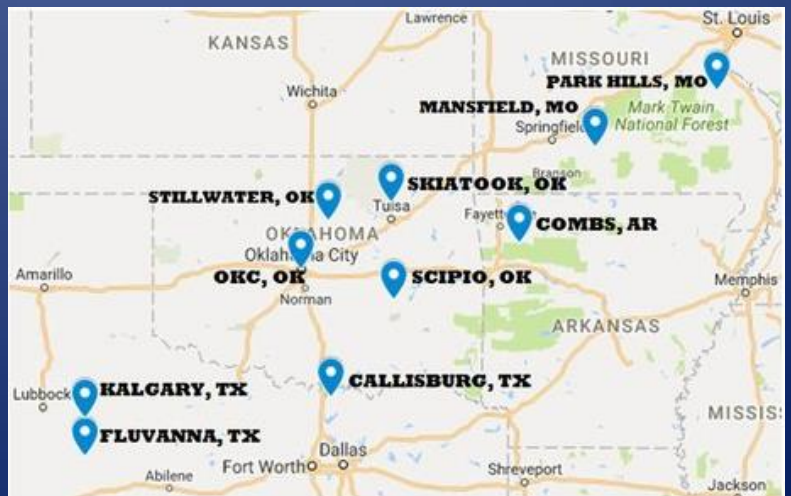 Lawrence
St. Louis
KANSAS
MISSOURI
PARK HILLS, MO
Wichita
MANSFIELD, MO
Mark Twain
National Forest
Springfield
Branson
SKIATOOK, OK
STILLWATER, OK
Tulsa
COMBS, AR
OKLAHOMA
Oklahoma City
OKC, OK
SCIPIO, OK
Amarillo
Norman
Memphis
ARKANSAS
CALLISBURG, TX
KALGARY, TX
Lubbock
MISSIS
FLUVANNA, TX
Dallas
Fort Worth
Abilene
Shreveport
Jackson